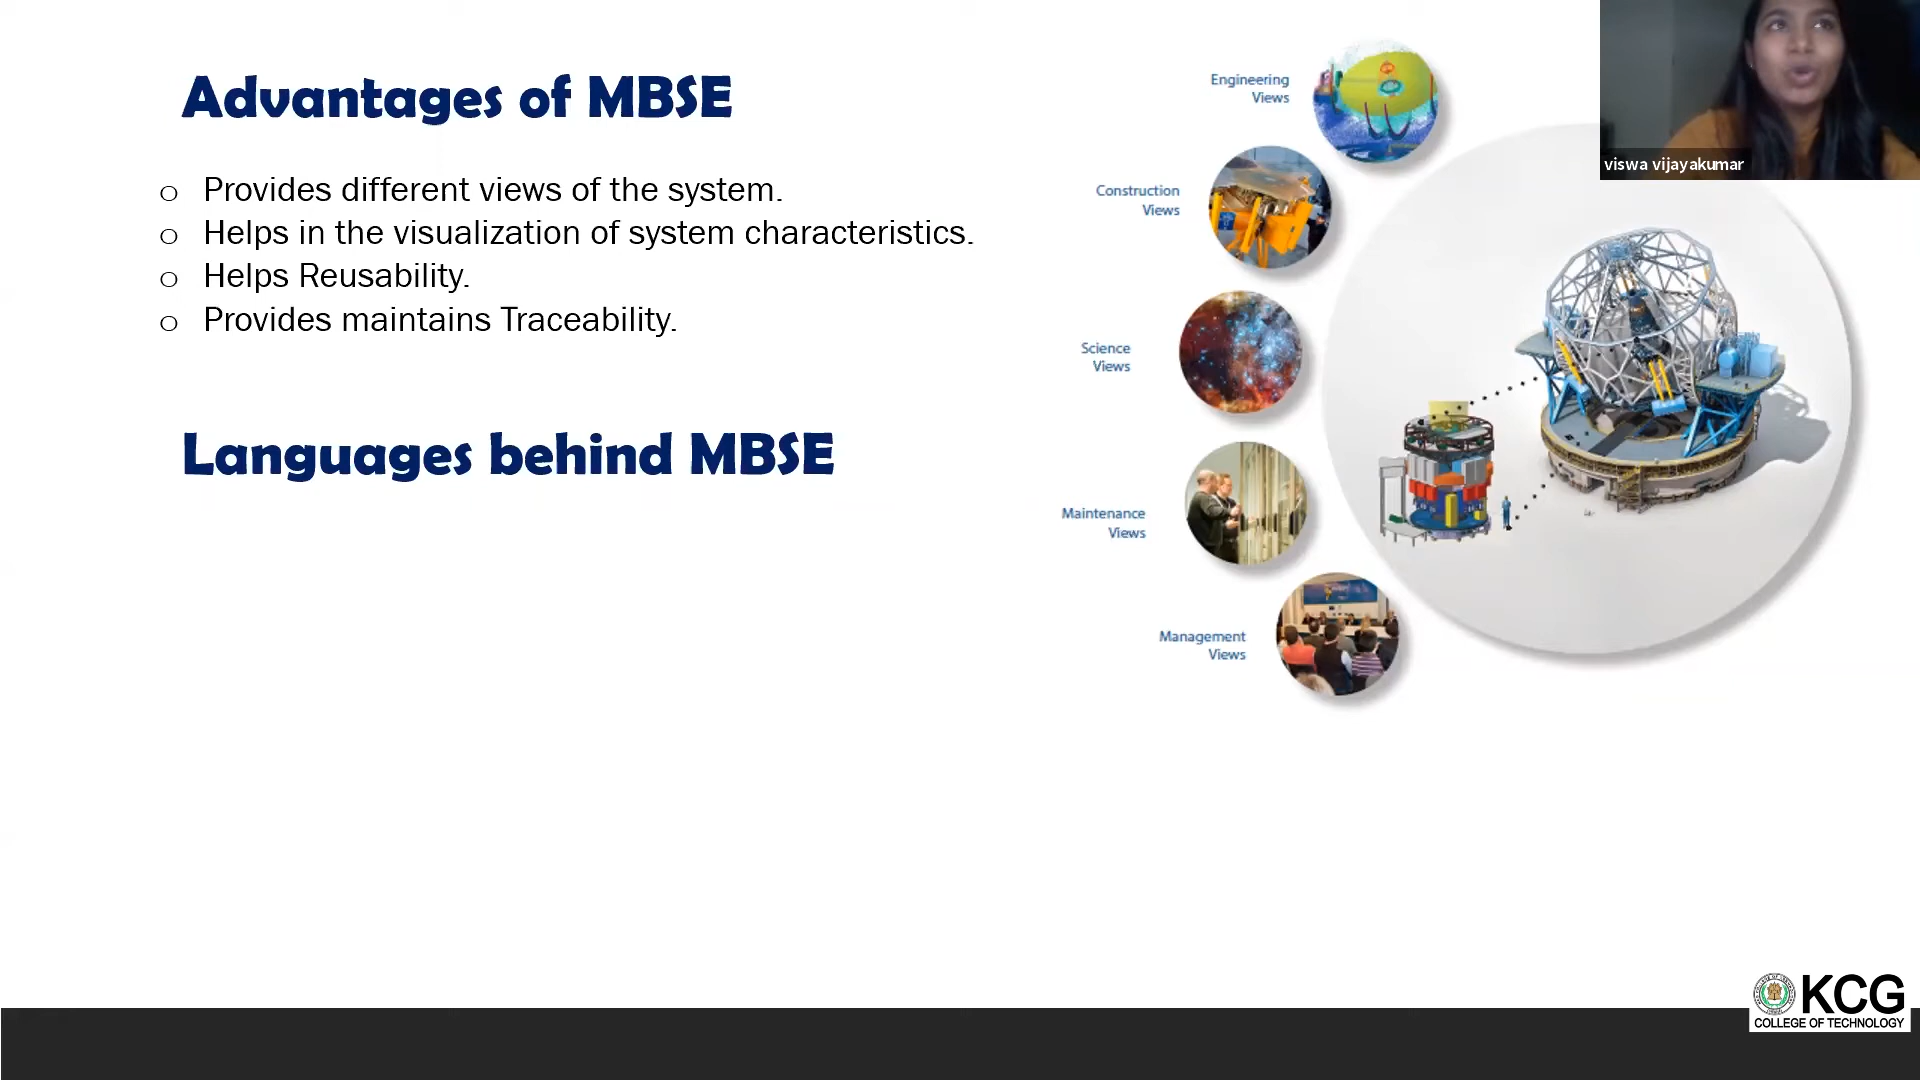 Advantages of MBSE
o Provides different views of the system.
o Helps in the visualization of system characteristics.
o Helps Reusability.
o Provides maintains Traceability.
Languages behind MBSE
Engineering
Views
Construction
Views
Science
Views
Maintenance
Views
Management
Views
viswa vijayakumar
KCG
COLLEGE OF TECHNOLOGY